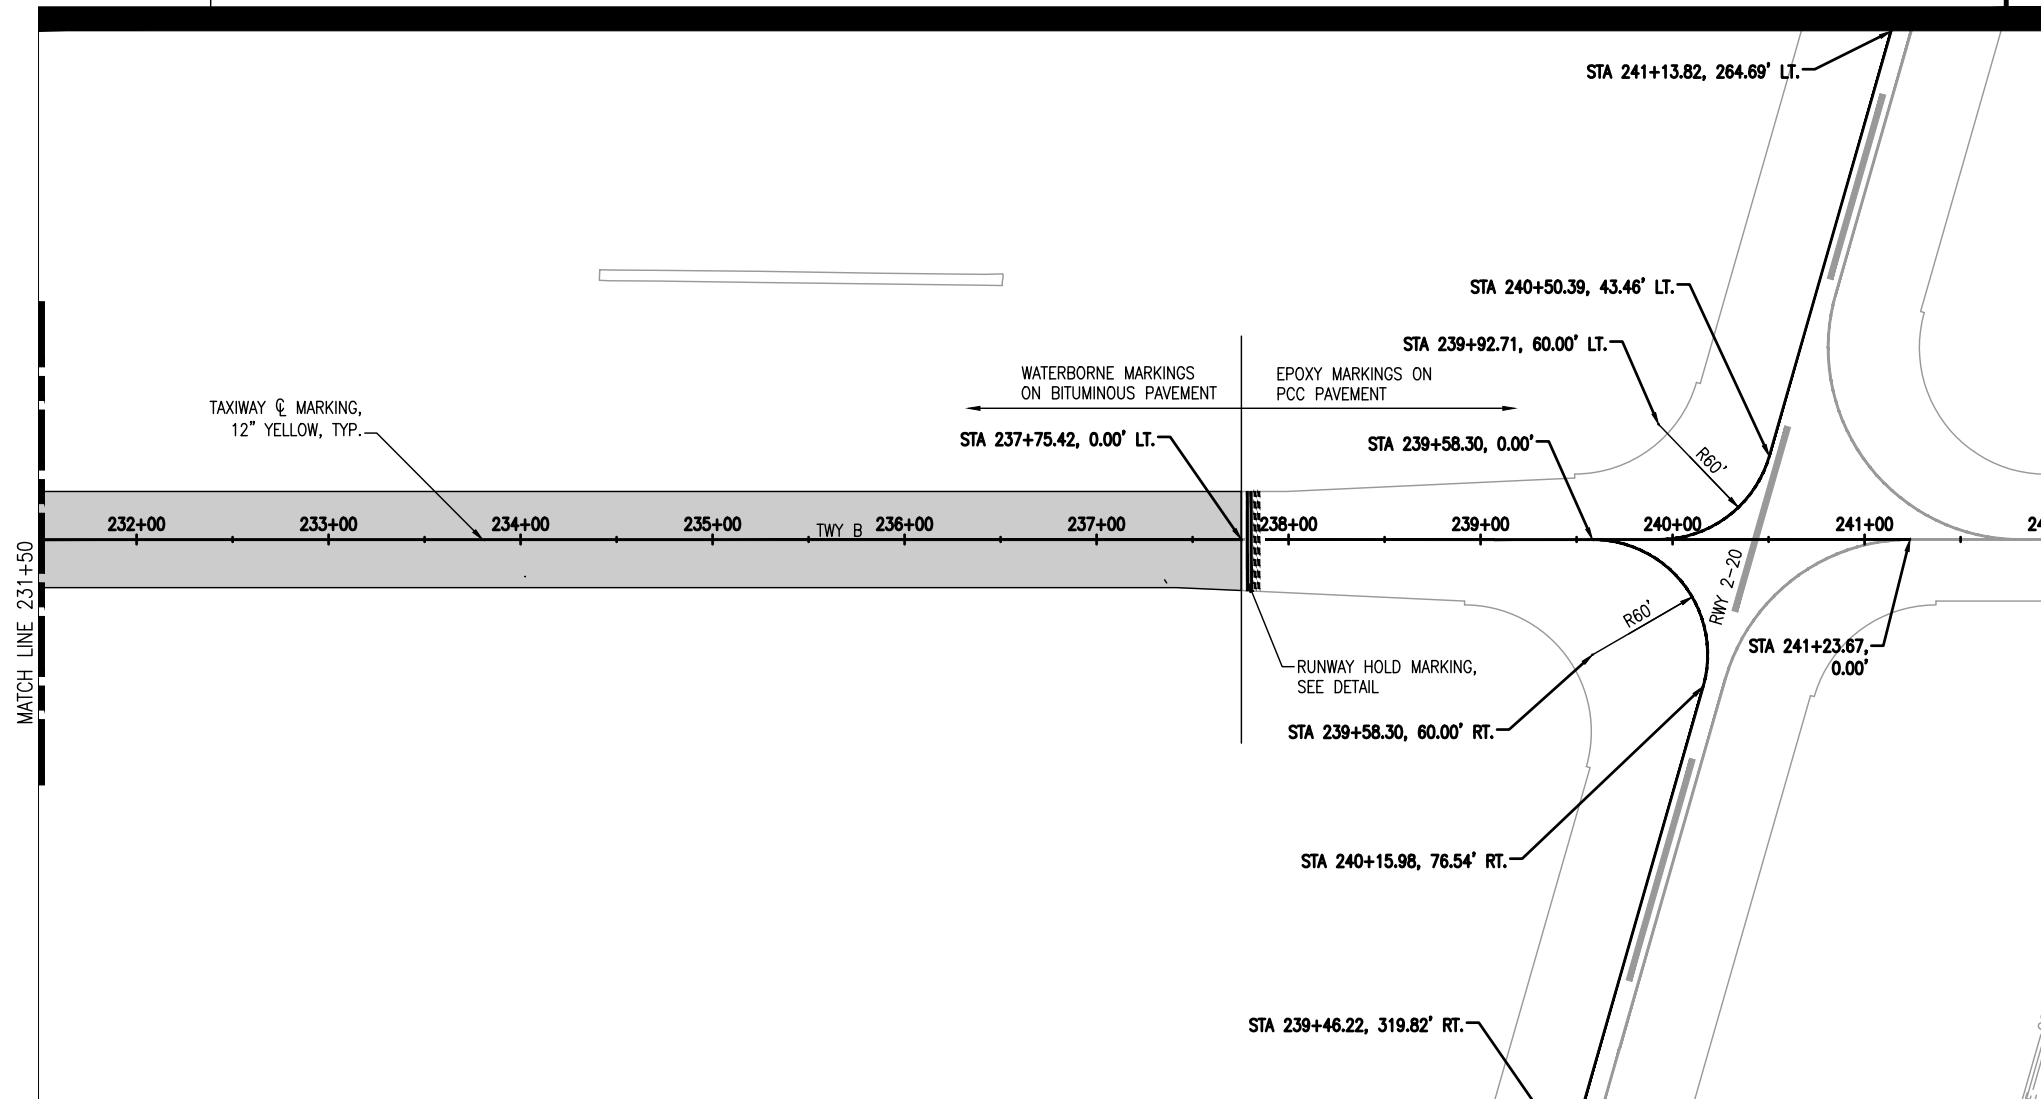 STA 241+13.82, 264.69' LT.
STA 240+50.39, 43.46' LT.
STA 239+92.71, 60.00' LT.
WATERBORNE MARKINGS
ON BITUMINOUS PAVEMENT
EPOXY MARKINGS ON
PCC PAVEMENT
TAXIWAY ℄ MARKING,
12" YELLOW, TYP.
STA 237+75.42, 0.00' LT.
STA 239+58.30, 0.00'
R60'
232+00
233+00
234+00
235+00
TWY B
236+00
237+00
238+00
239+00
240+00
241+00
24
MATCH LINE 231+50
RWY 2-20
R60'
STA 241+23.67,
0.00'
RUNWAY HOLD MARKING,
SEE DETAIL
STA 239+58.30, 60.00' RT.
STA 240+15.98, 76.54' RT.
STA 239+46.22, 319.82' RT.